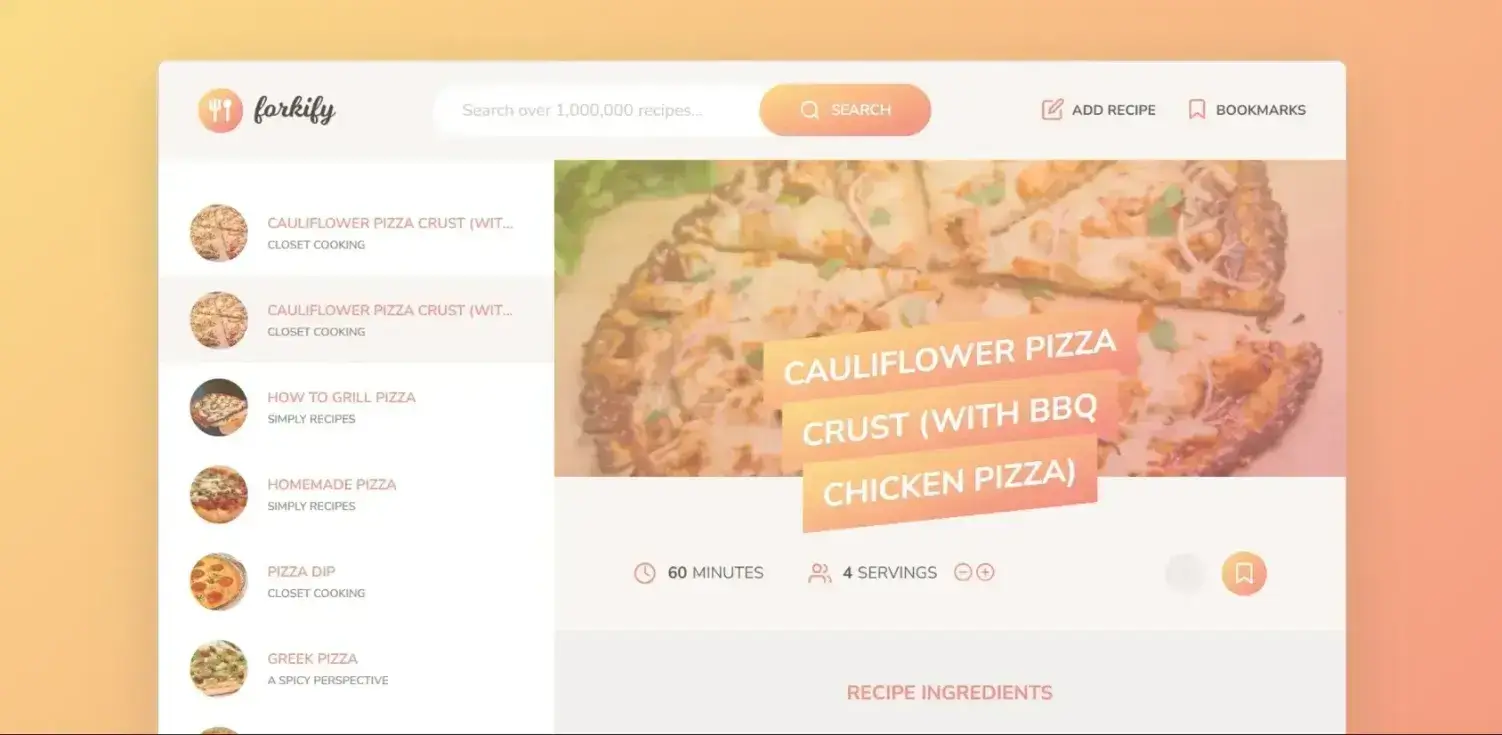 forkify
Search over 1,000,000 recipes...
SEARCH
ADD RECIPE
BOOKMARKS
CAULIFLOWER PIZZA CRUST (WIT...
CLOSET COOKING
CAULIFLOWER PIZZA CRUST (WIT...
CLOSET COOKING
HOW TO GRILL PIZZA
SIMPLY RECIPES
HOMEMADE PIZZA
SIMPLY RECIPES
PIZZA DIP
CLOSET COOKING
GREEK PIZZA
A SPICY PERSPECTIVE
CAULIFLOWER PIZZA
CRUST (WITH BBQ
CHICKEN PIZZA)
60 MINUTES
4 SERVINGS
RECIPE INGREDIENTS